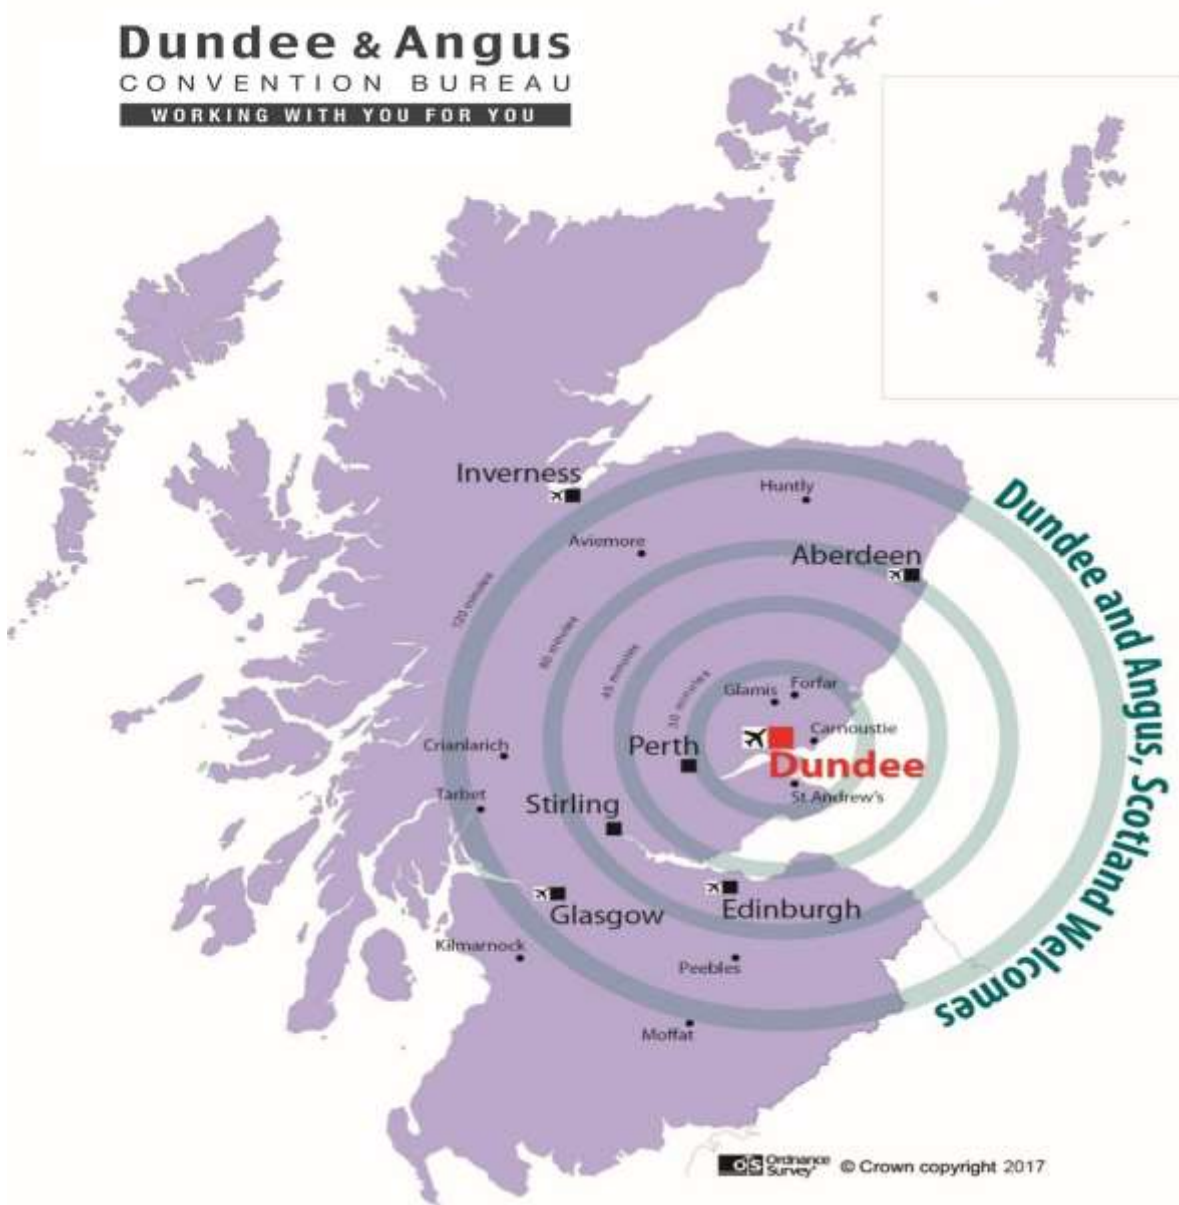 Dundee & Angus
CONVENTION BUREAU
WORKING WITH YOU FOR YOU
Inverness
Huntly
Aviemore
Aberdeen
120 minutes
minutes
45 minutes
30 minutes
Glamis
Forfar
Carnoustie
Crianlarich
Perth
Dundee
Tarbet
Stirling
St Andrew's
Glasgow
Edinburgh
Kilmarnock
Peebles
Moffat
Dundee and Angus, Scotland Welcomes
OS Ordnance
Survey
© Crown copyright 2017